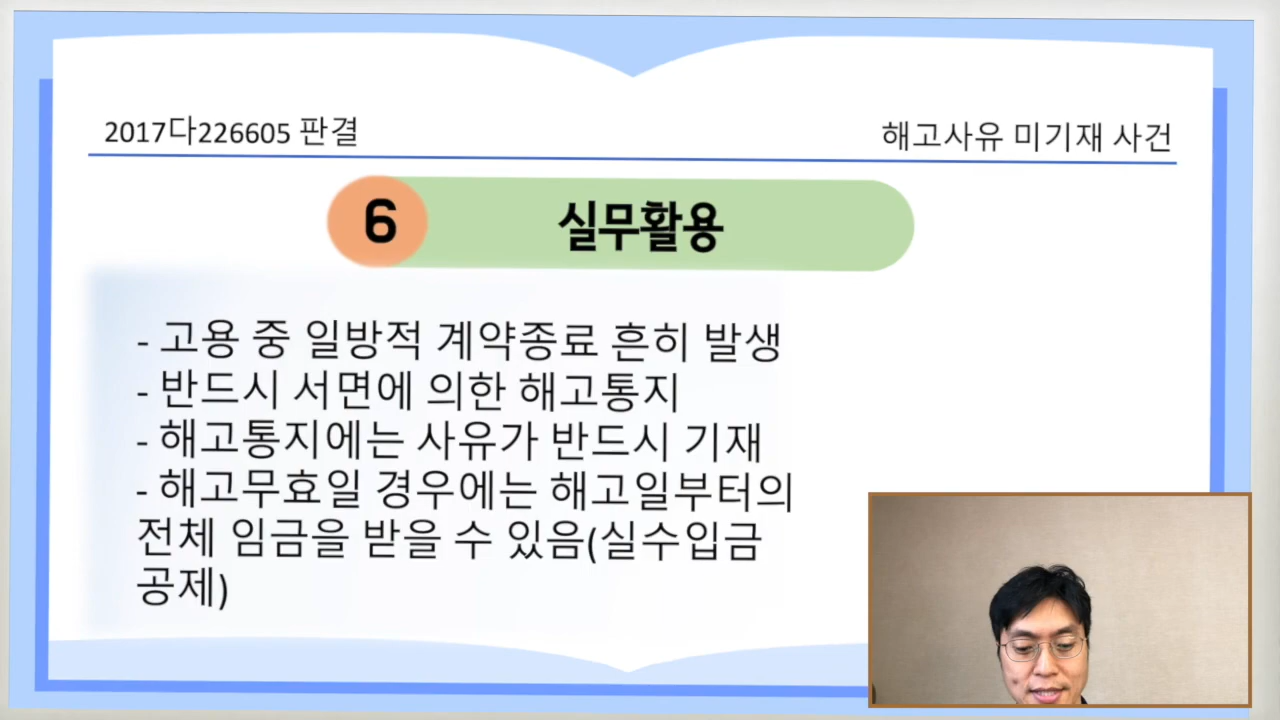 2017다226605 판결
해고사유 미기재 사건
6 실무활용
- 고용 중 일방적 계약종료 흔히 발생
- 반드시 서면에 의한 해고통지
- 해고통지에는 사유가 반드시 기재
- 해고무효일 경우에는 해고일부터의
전체 임금을 받을 수 있음(실수입금
공제)